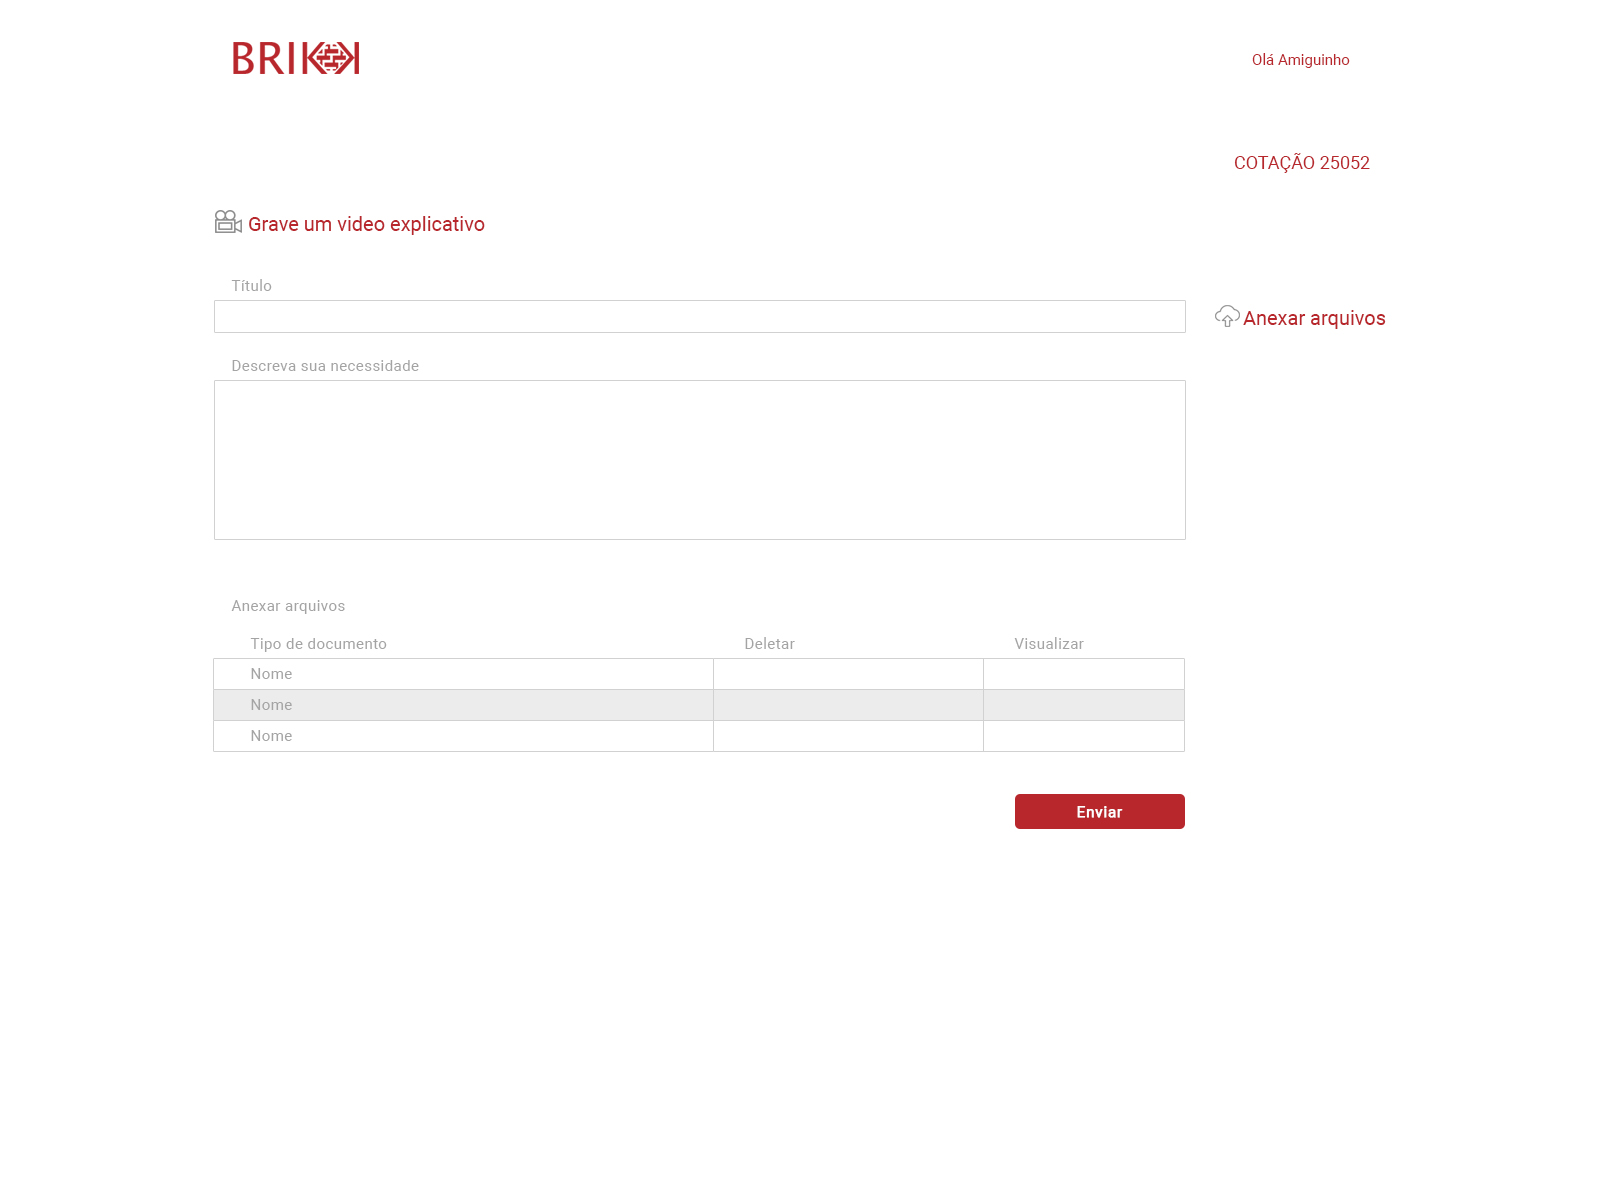 BRIKK
Olá Amiguinho
COTAÇÃO 25052
Grave um video explicativo
Título
Anexar arquivos
Descreva sua necessidade
Anexar arquivos
Tipo de documento Deletar Visualizar
Nome
Nome
Nome
Enviar